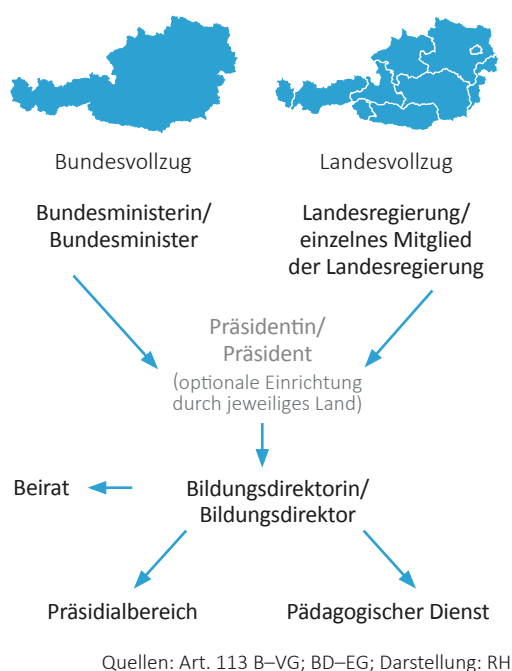 Bundesvollzug
Landesvollzug
Bundesministerin/
Bundesminister
Landesregierung/
einzelnes Mitglied
der Landesregierung
Präsidentin/
Präsident
(optionale Einrichtung
durch jeweiliges Land)
Beirat
Bildungsdirektorin/
Bildungsdirektor
Präsidialbereich
Pädagogischer Dienst
Quellen: Art. 113 B–VG; BD–EG; Darstellung: RH